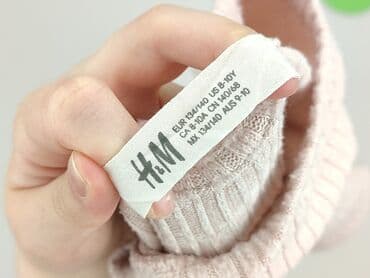 H&M
EUR 134/140 US 8-10Y
CA 8-10A CN 140/68
MX 134/140 AUS 9-10